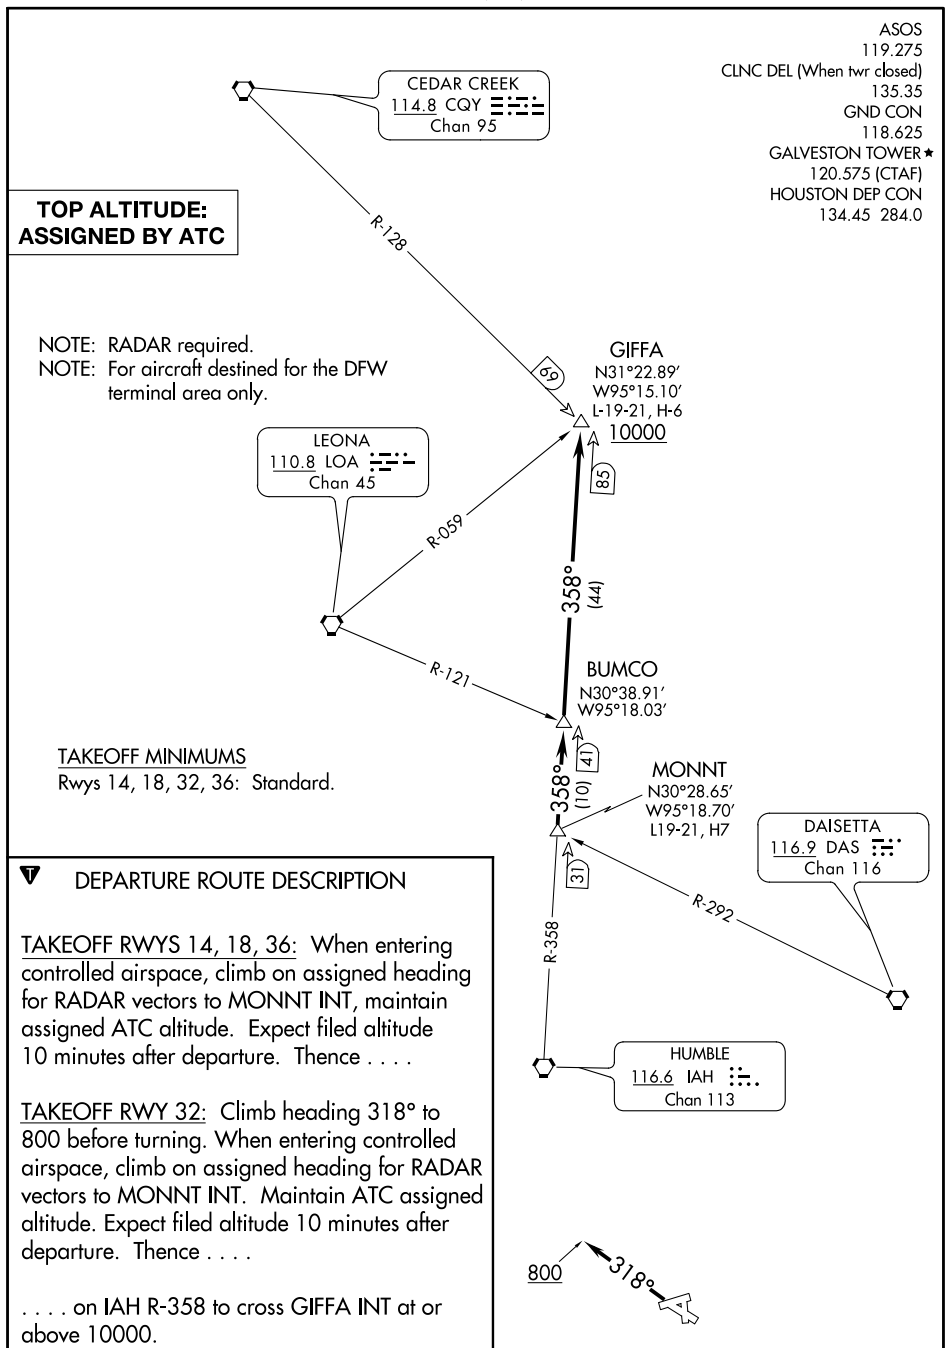 ASOS
119.275
CLNC DEL (When twr closed)
135.35
GND CON
118.625
GALVESTON TOWER★
120.575 (CTAF)
HOUSTON DEP CON
134.45 284.0
CEDAR CREEK
114.8 CQY
Chan 95
TOP ALTITUDE:
ASSIGNED BY ATC
R-128
NOTE: RADAR required.
NOTE: For aircraft destined for the DFW
terminal area only.
69
GIFFA
N31°22.89'
W95°15.10'
L-19-21, H-6
10000
LEONA
110.8 LOA
Chan 45
85
R-059
358°
(44)
R-121
BUMCO
N30°38.91'
W95°18.03'
TAKEOFF MINIMUMS
Rwys 14, 18, 32, 36: Standard.
41
358°
(10)
MONNT
N30°28.65'
W95°18.70'
L19-21, H7
DAISETTA
116.9 DAS
Chan 116
31
R-292
R-358
HUMBLE
116.6 IAH
Chan 113
T DEPARTURE ROUTE DESCRIPTION
TAKEOFF RWYS 14, 18, 36: When entering
controlled airspace, climb on assigned heading
for RADAR vectors to MONNT INT, maintain
assigned ATC altitude. Expect filed altitude
10 minutes after departure. Thence . . . .
TAKEOFF RWY 32: Climb heading 318° to
800 before turning. When entering controlled
airspace, climb on assigned heading for RADAR
vectors to MONNT INT. Maintain ATC assigned
altitude. Expect filed altitude 10 minutes after
departure. Thence . . . .
. . . . on IAH R-358 to cross GIFFA INT at or
above 10000.
800
318°